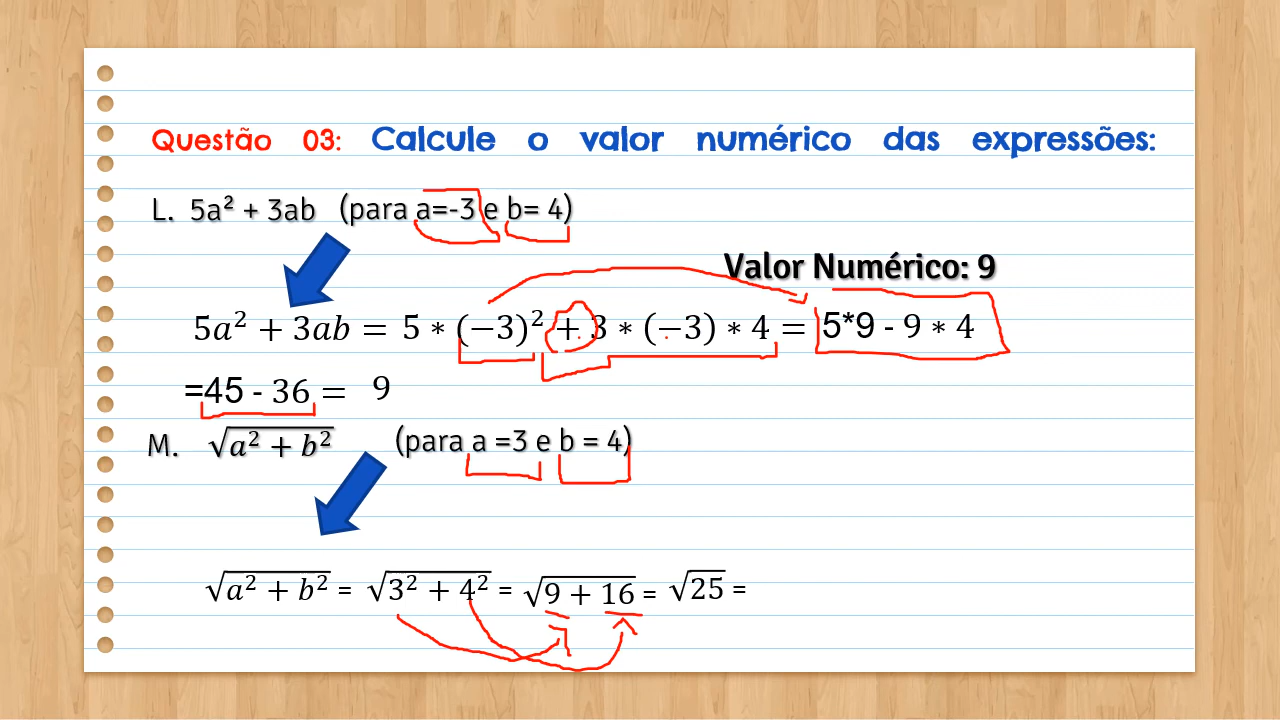 Questão 03: Calcule o valor numérico das expressões:
L. 5a² + 3ab (para a=-3 e b= 4)
Valor Numérico: 9
5a² + 3ab = 5 * (−3)² + 3 * (−3) * 4 = 5*9 - 9 * 4
=45 - 36 = 9
M. √(a² + b²) (para a =3 e b = 4)
√(a² + b²) = √(3² + 4²) = √(9 + 16) = √25 =